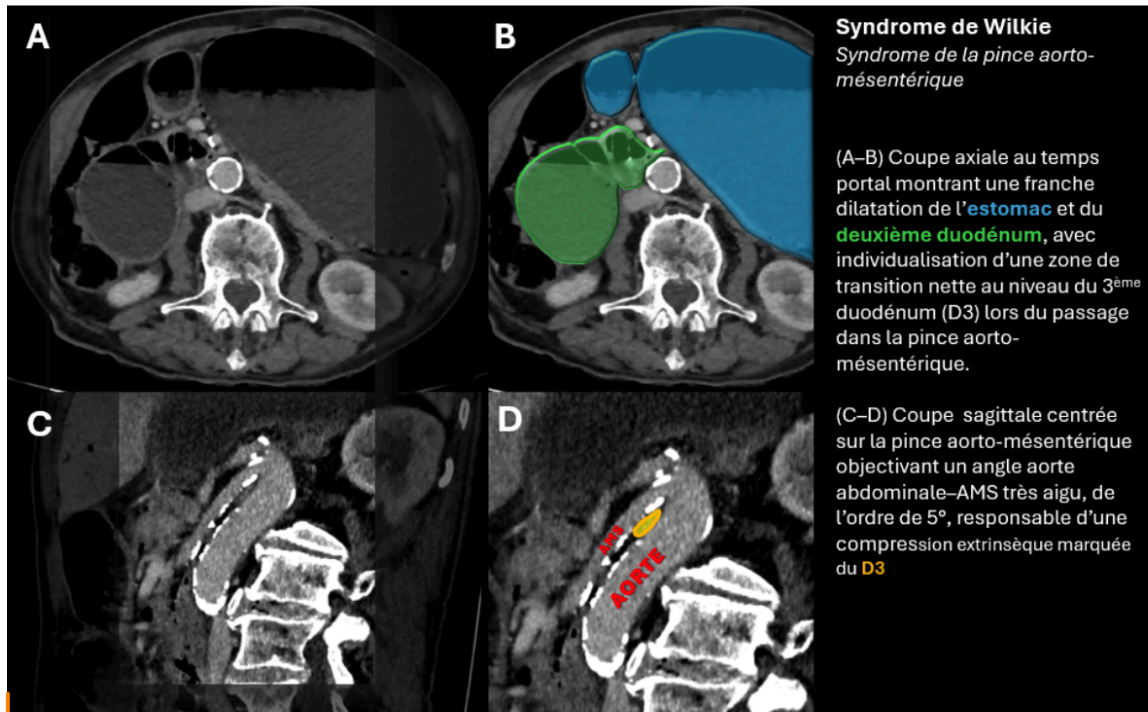 A
B
Syndrome de Wilkie
Syndrome de la pince aorto-
mésentérique
(A–B) Coupe axiale au temps
portal montrant une franche
dilatation de l'estomac et du
deuxième duodénum, avec
individualisation d'une zone de
transition nette au niveau du 3ème
duodénum (D3) lors du passage
dans la pince aorto-
mésentérique.
C
D
AMS
AORTE
(C–D) Coupe  sagittale centrée
sur la pince aorto-mésentérique
objectivant un angle aorte
abdominale–AMS très aigu, de
l'ordre de 5°, responsable d'une
compression extrinsèque marquée
du D3